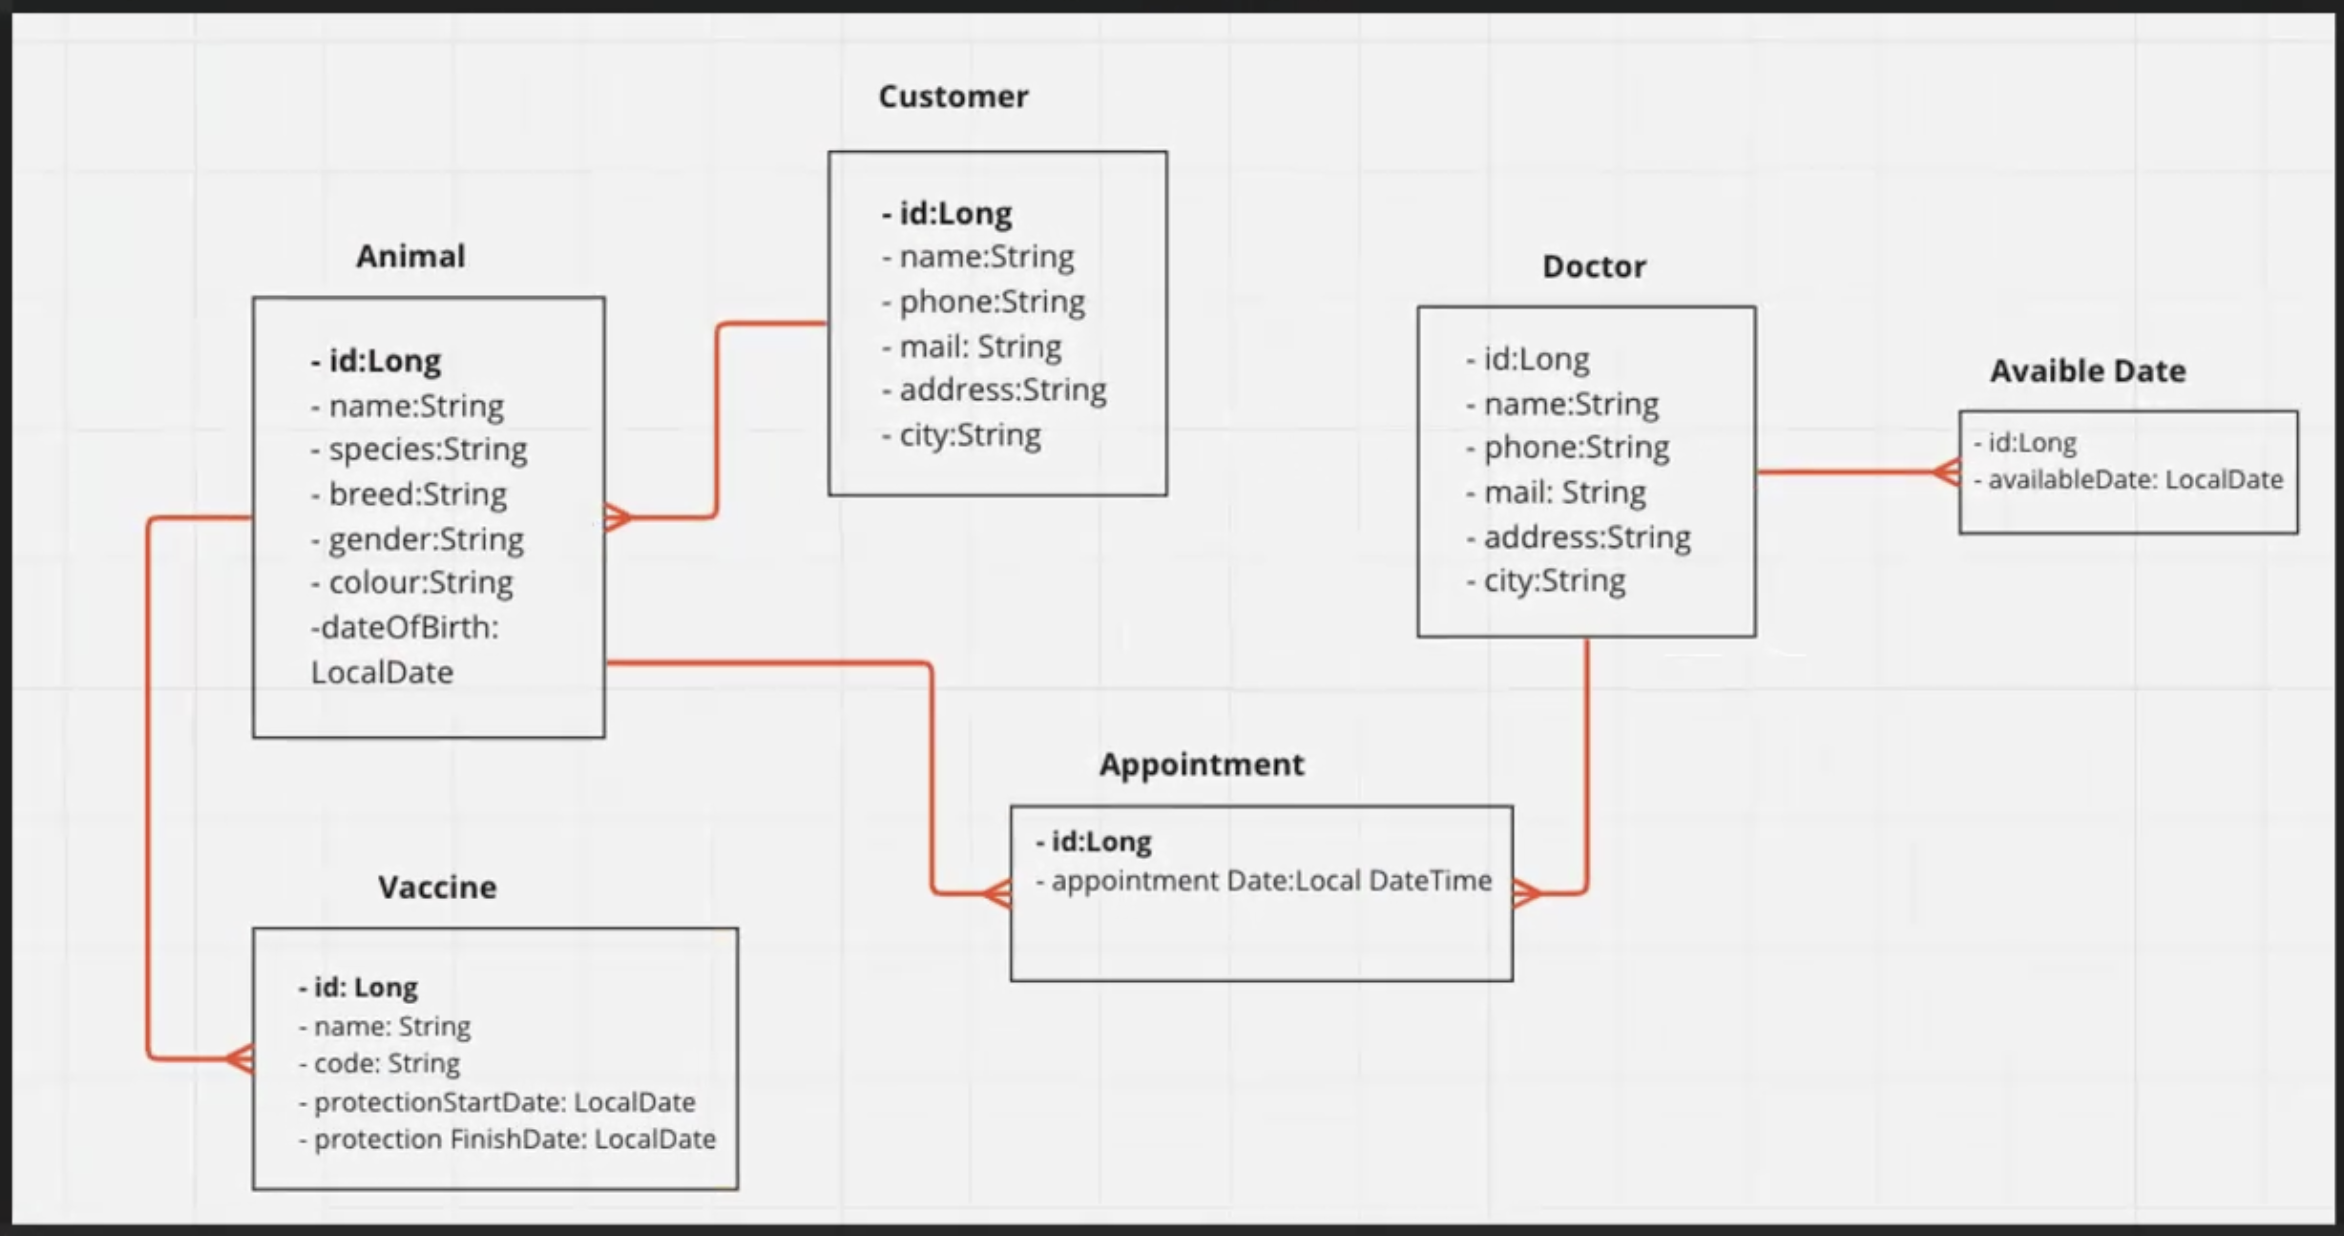 Customer
- id:Long
- name:String
- phone:String
- mail: String
- address:String
- city:String
Animal
- id:Long
- name:String
- species:String
- breed:String
- gender:String
- colour:String
-dateOfBirth:
LocalDate
Doctor
- id:Long
- name:String
- phone:String
- mail: String
- address:String
- city:String
Avaible Date
- id:Long
- availableDate: LocalDate
Appointment
- id:Long
- appointment Date:Local DateTime
Vaccine
- id: Long
- name: String
- code: String
- protectionStartDate: LocalDate
- protection FinishDate: LocalDate